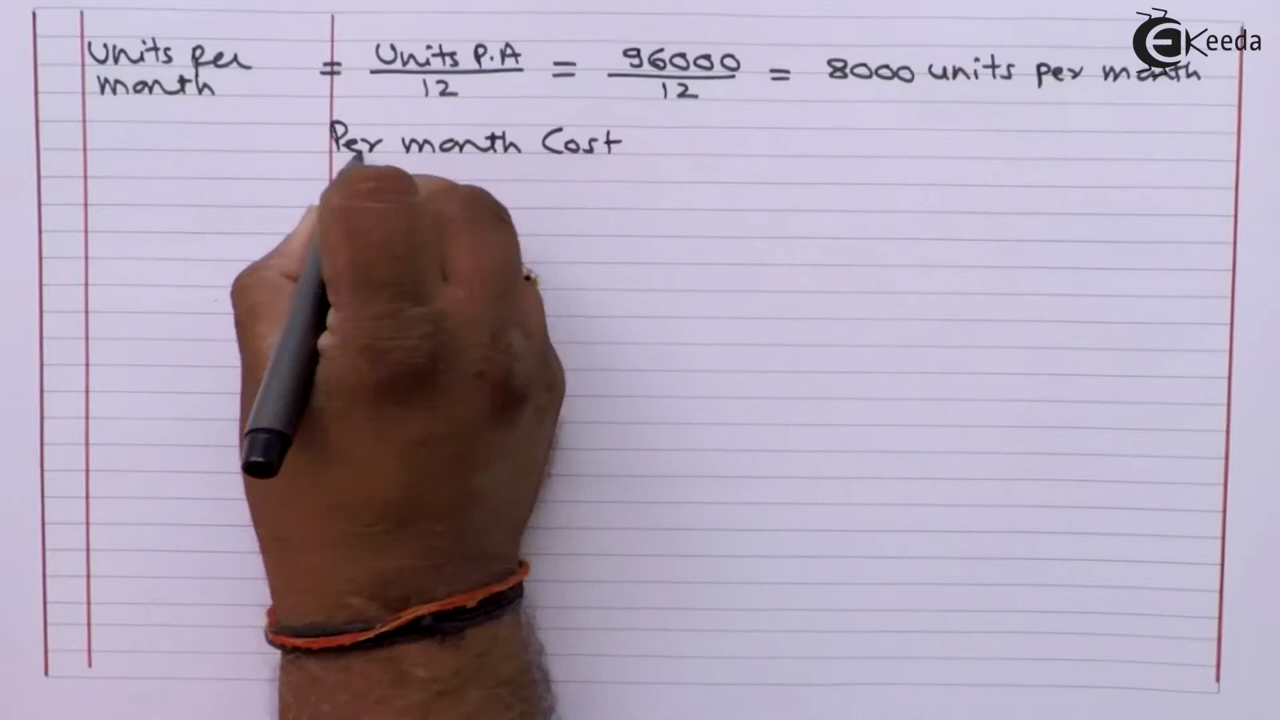 Ekeeda
Units per month = Units P.A / 12 = 96000 / 12 = 8000 units per month
Per month Cost